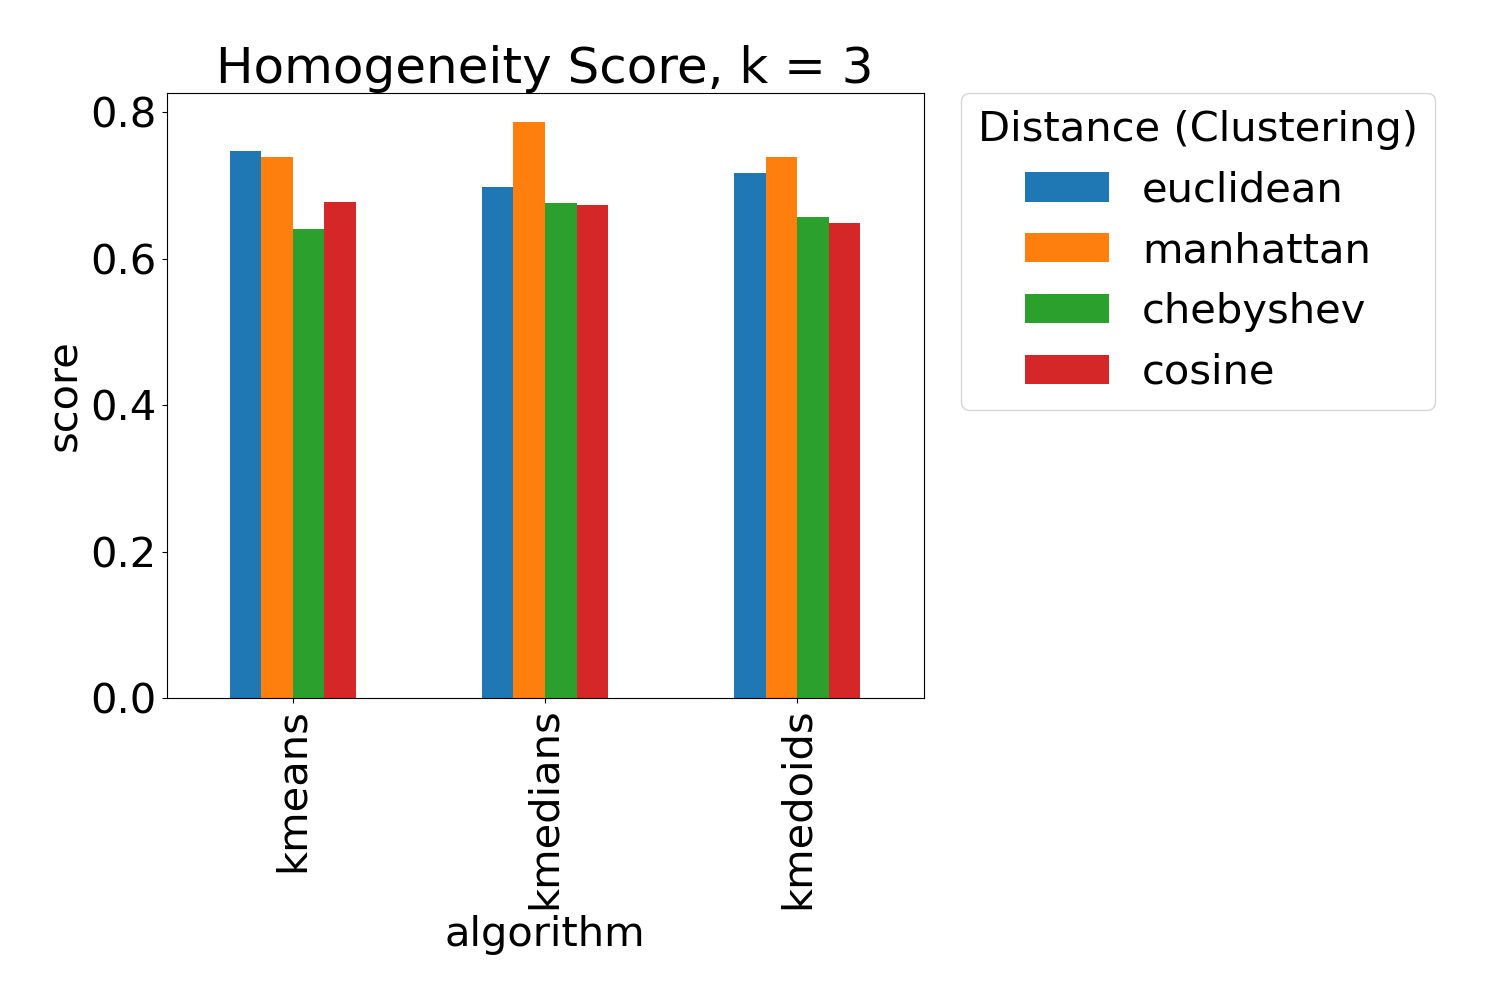 Homogeneity Score, k = 3
0.8
0.6
0.4
0.2
0.0
score
kmeans
kmedians
kmedoids
algorithm
Distance (Clustering)
euclidean
manhattan
chebyshev
cosine